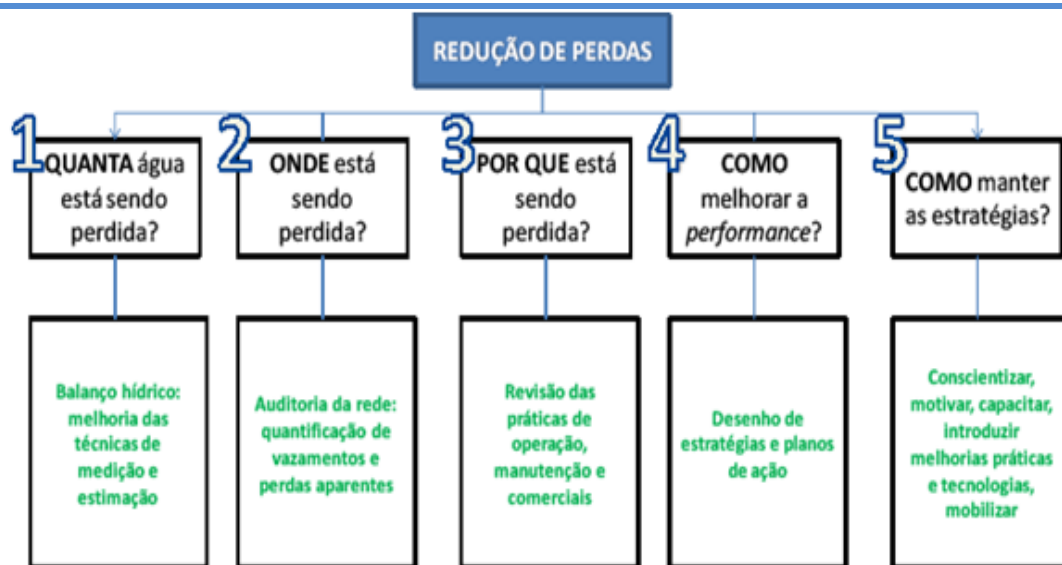 REDUÇÃO DE PERDAS
1
QUANTA água
está sendo
perdida?
2
ONDE está
sendo
perdida?
3
POR QUE está
sendo
perdida?
4
COMO
melhorar a
performance?
5
COMO manter
as estratégias?
Balanço hídrico:
melhoria das
técnicas de
medição e
estimação
Auditoria da rede:
quantificação de
vazamentos e
perdas aparentes
Revisão das
práticas de
operação,
manutenção e
comerciais
Desenho de
estratégias e planos
de ação
Conscientizar,
motivar, capacitar,
introduzir
melhorias práticas
e tecnologias,
mobilizar